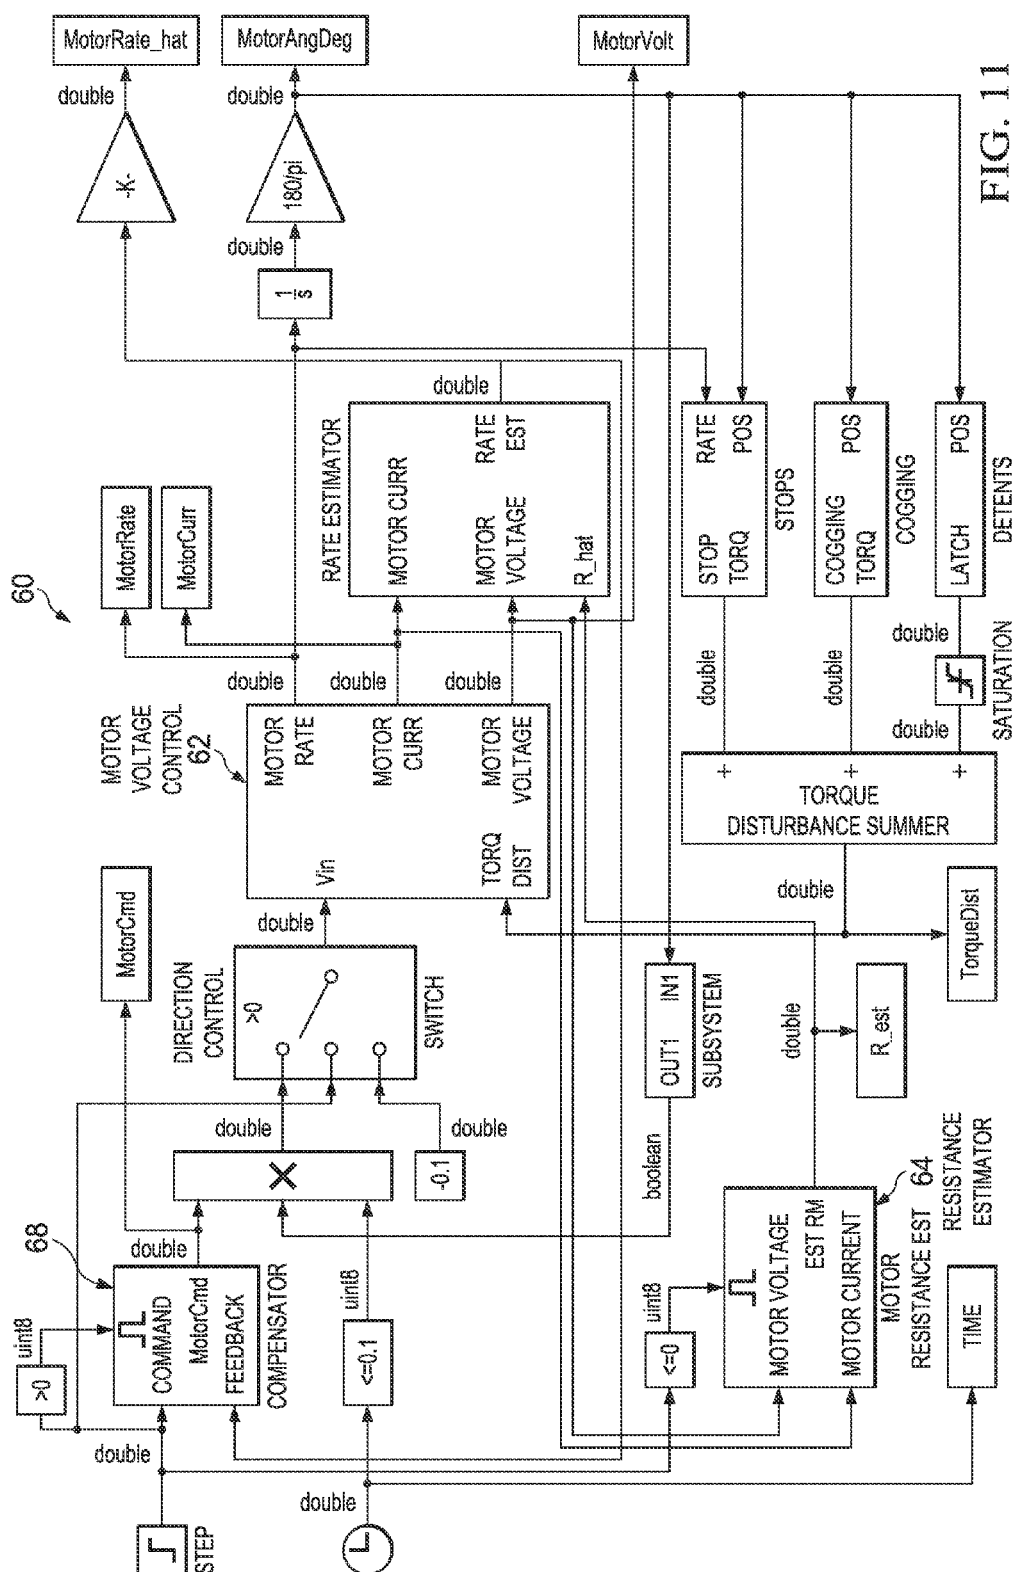 60
STEP
double
>0
uint8
68
COMMAND
MotorCmd
FEEDBACK
COMPENSATOR
double
MotorCmd
double
<=0.1
uint8
double
-0.1
double
DIRECTION
CONTROL
>0
SWITCH
double
MOTOR
VOLTAGE
CONTROL
62
Vin
TORQ
DIST
MOTOR
RATE
MOTOR
CURR
MOTOR
VOLTAGE
double
double
double
MotorRate
MotorCurr
RATE ESTIMATOR
MOTOR CURR
MOTOR
VOLTAGE
R_hat
RATE
EST
double
1
s
double
180/pi
double
MotorAngDeg
-K-
double
MotorRate_hat
MotorVolt
<=0
uint8
MOTOR VOLTAGE
EST RM
MOTOR CURRENT
MOTOR
RESISTANCE EST
64
RESISTANCE
ESTIMATOR
TIME
boolean
OUT1
IN1
SUBSYSTEM
double
R_est
double
TorqueDist
TORQUE
DISTURBANCE SUMMER
+
+
+
double
double
double
SATURATION
double
STOP
TORQ
RATE
POS
STOPS
COGGING
TORQ
POS
COGGING
LATCH
POS
DETENTS
FIG. 11